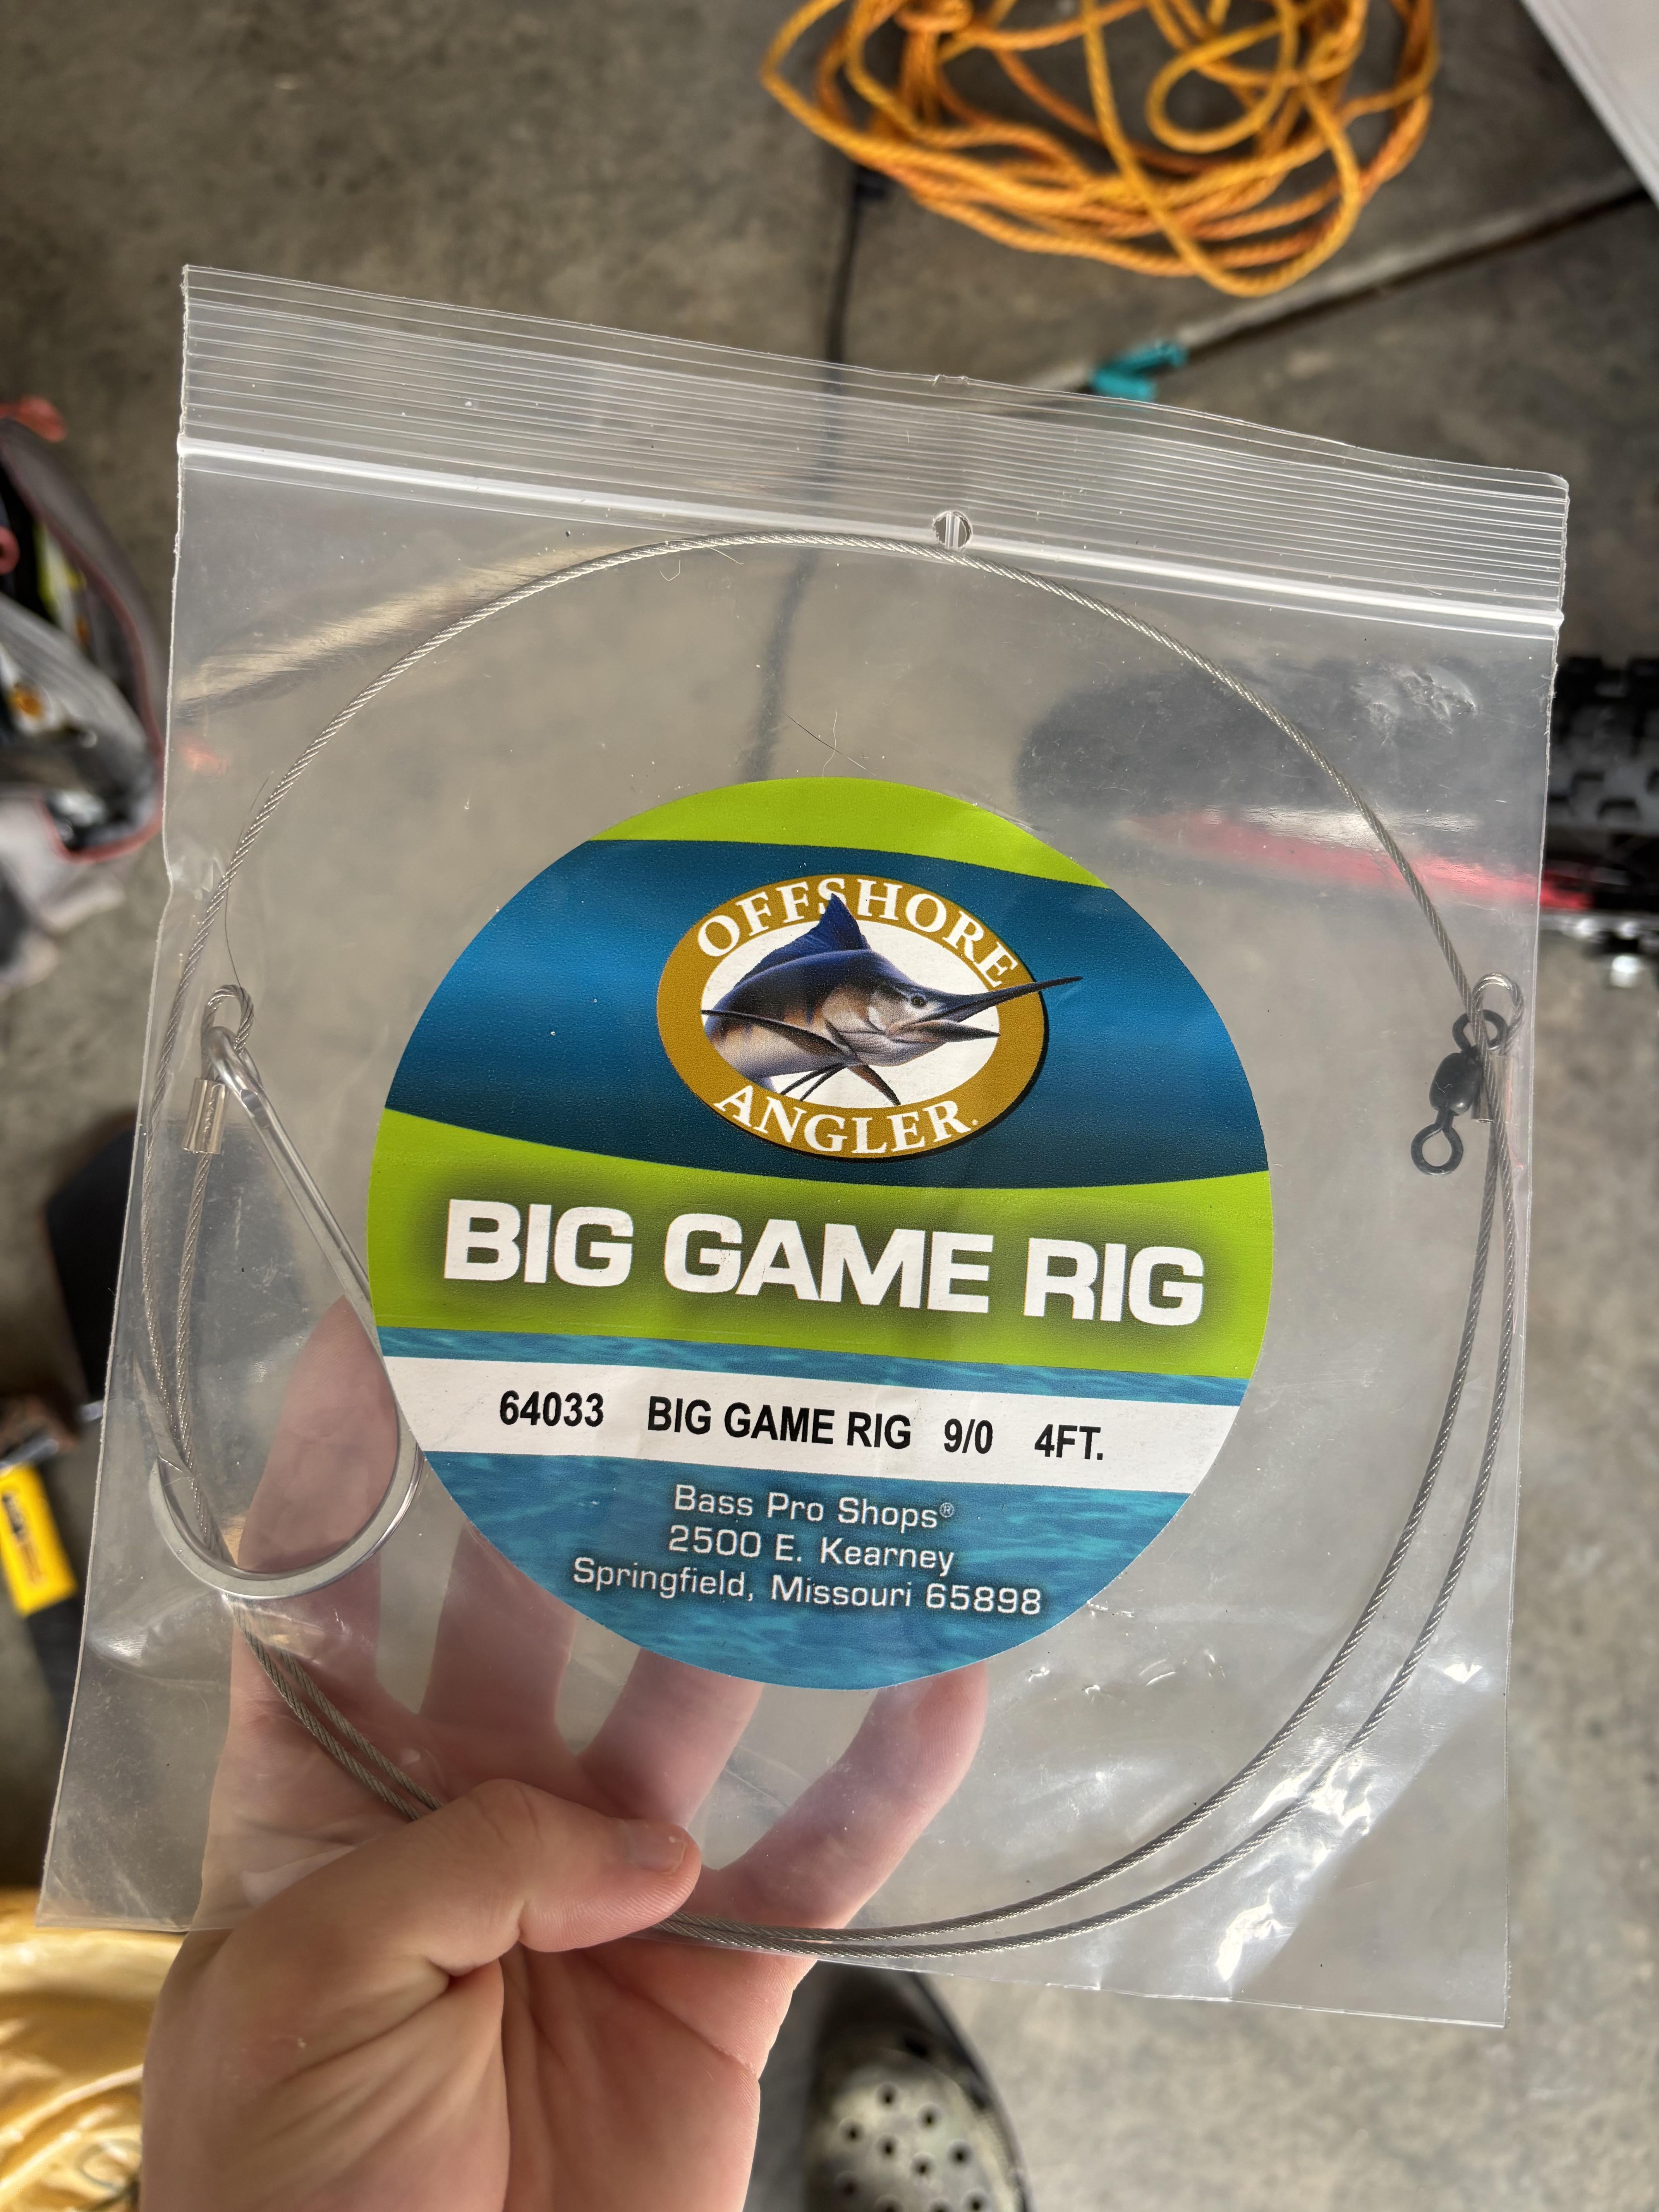 OFFSHORE
ANGLER.
BIG GAME RIG
64033 BIG GAME RIG 9/0 4FT.
Bass Pro Shops®
2500 E. Kearney
Springfield, Missouri 65898